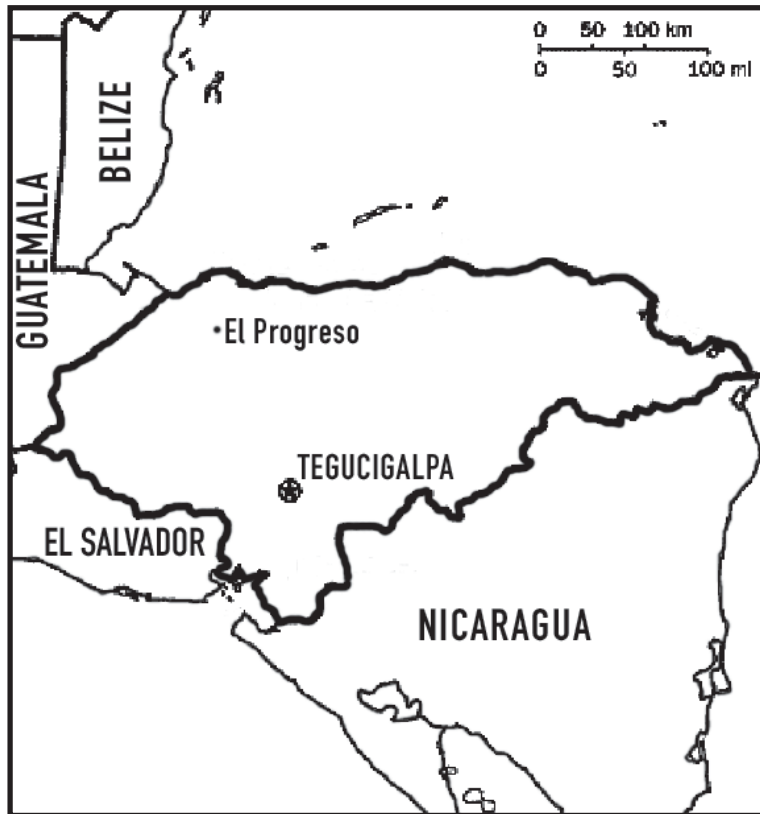 0 50 100 km
0 50 100 mi
BELIZE
GUATEMALA
El Progreso
TEGUCIGALPA
EL SALVADOR
NICARAGUA